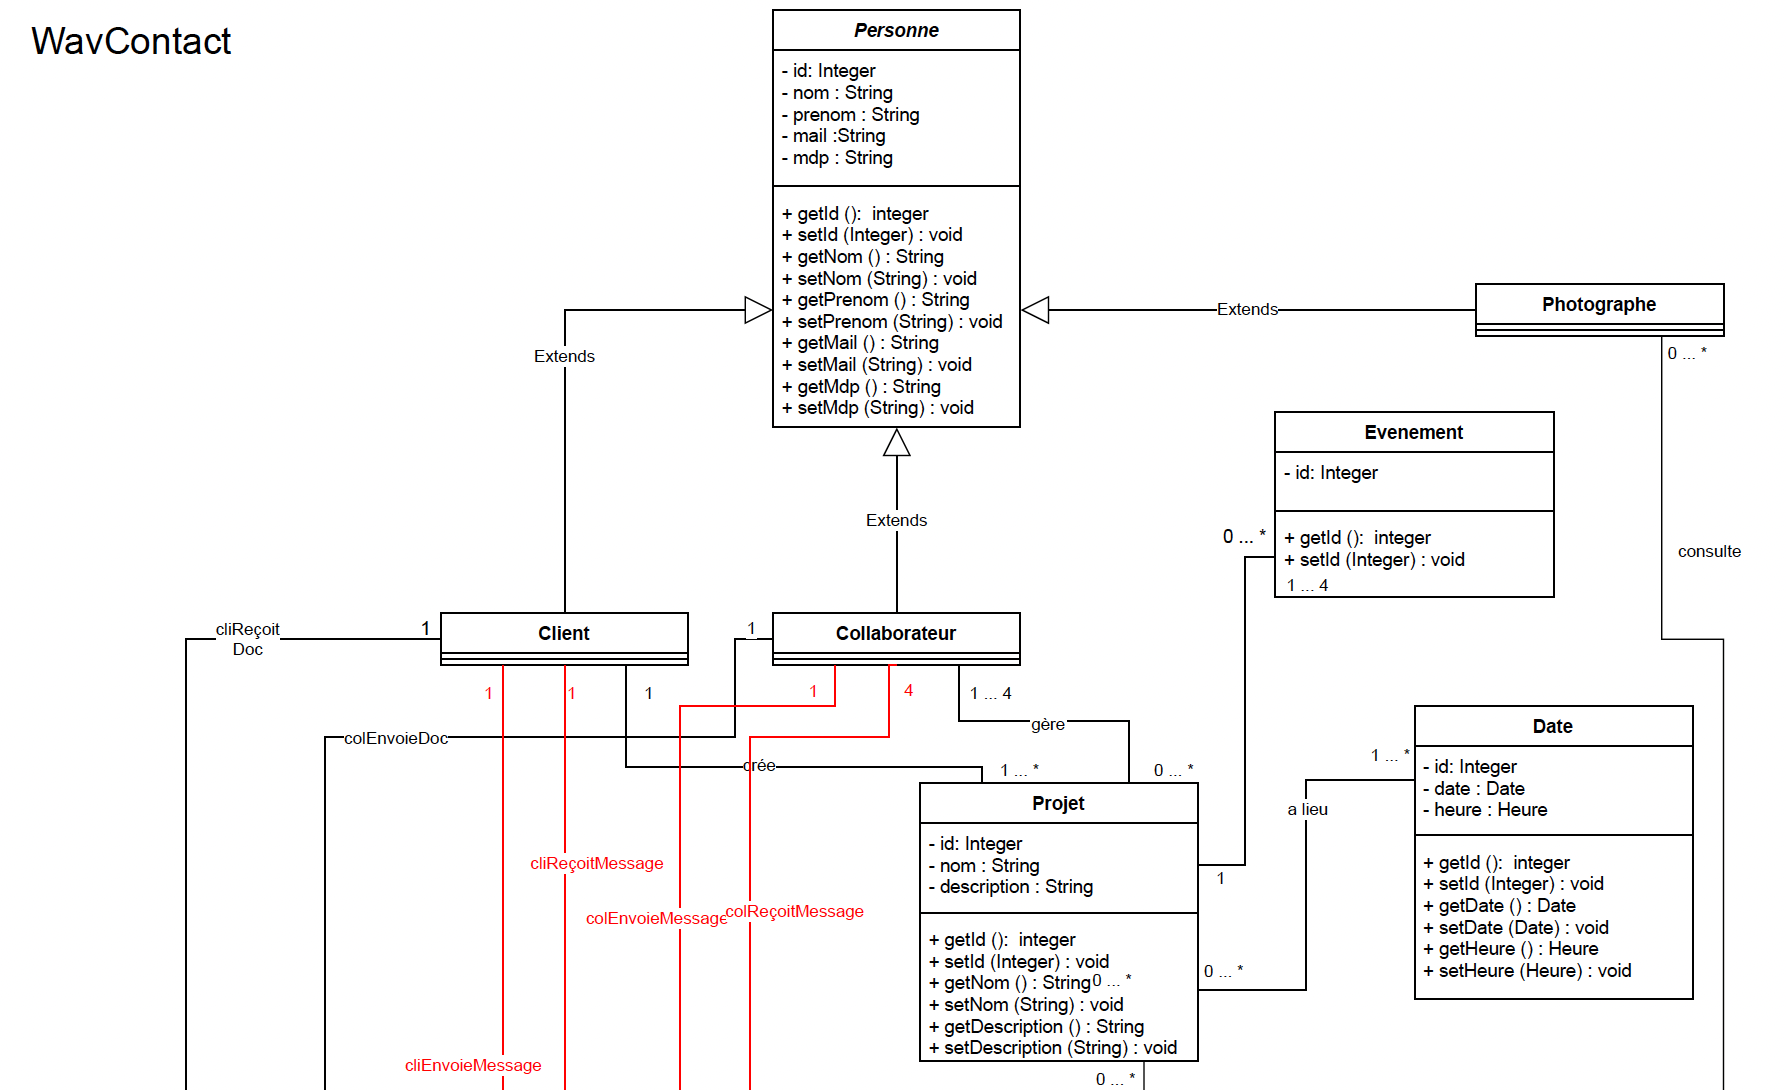 WavContact
Personne
- id: Integer
- nom : String
- prenom : String
- mail :String
- mdp : String
+ getId ():  integer
+ setId (Integer) : void
+ getNom () : String
+ setNom (String) : void
+ getPrenom () : String
+ setPrenom (String) : void
+ getMail () : String
+ setMail (String) : void
+ getMdp () : String
+ setMdp (String) : void
Extends
Extends
Extends
Photographe
0 ... *
consulte
Evenement
- id: Integer
+ getId ():  integer
+ setId (Integer) : void
1 ... 4
0 ... *
cliReçoit
Doc
1
Client
1
Collaborateur
1
1
1
1
4
1 ... 4
colEnvoieDoc
gère
crée
1 ... *
0 ... *
Projet
- id: Integer
- nom : String
- description : String
+ getId ():  integer
+ setId (Integer) : void
+ getNom () : String
0 ... *
+ setNom (String) : void
+ getDescription () : String
+ setDescription (String) : void
0 ... *
1
0 ... *
a lieu
1 ... *
Date
- id: Integer
- date : Date
- heure : Heure
+ getId ():  integer
+ setId (Integer) : void
+ getDate () : Date
+ setDate (Date) : void
+ getHeure () : Heure
+ setHeure (Heure) : void
cliReçoitMessage
colEnvoieMessage
colReçoitMessage
cliEnvoieMessage